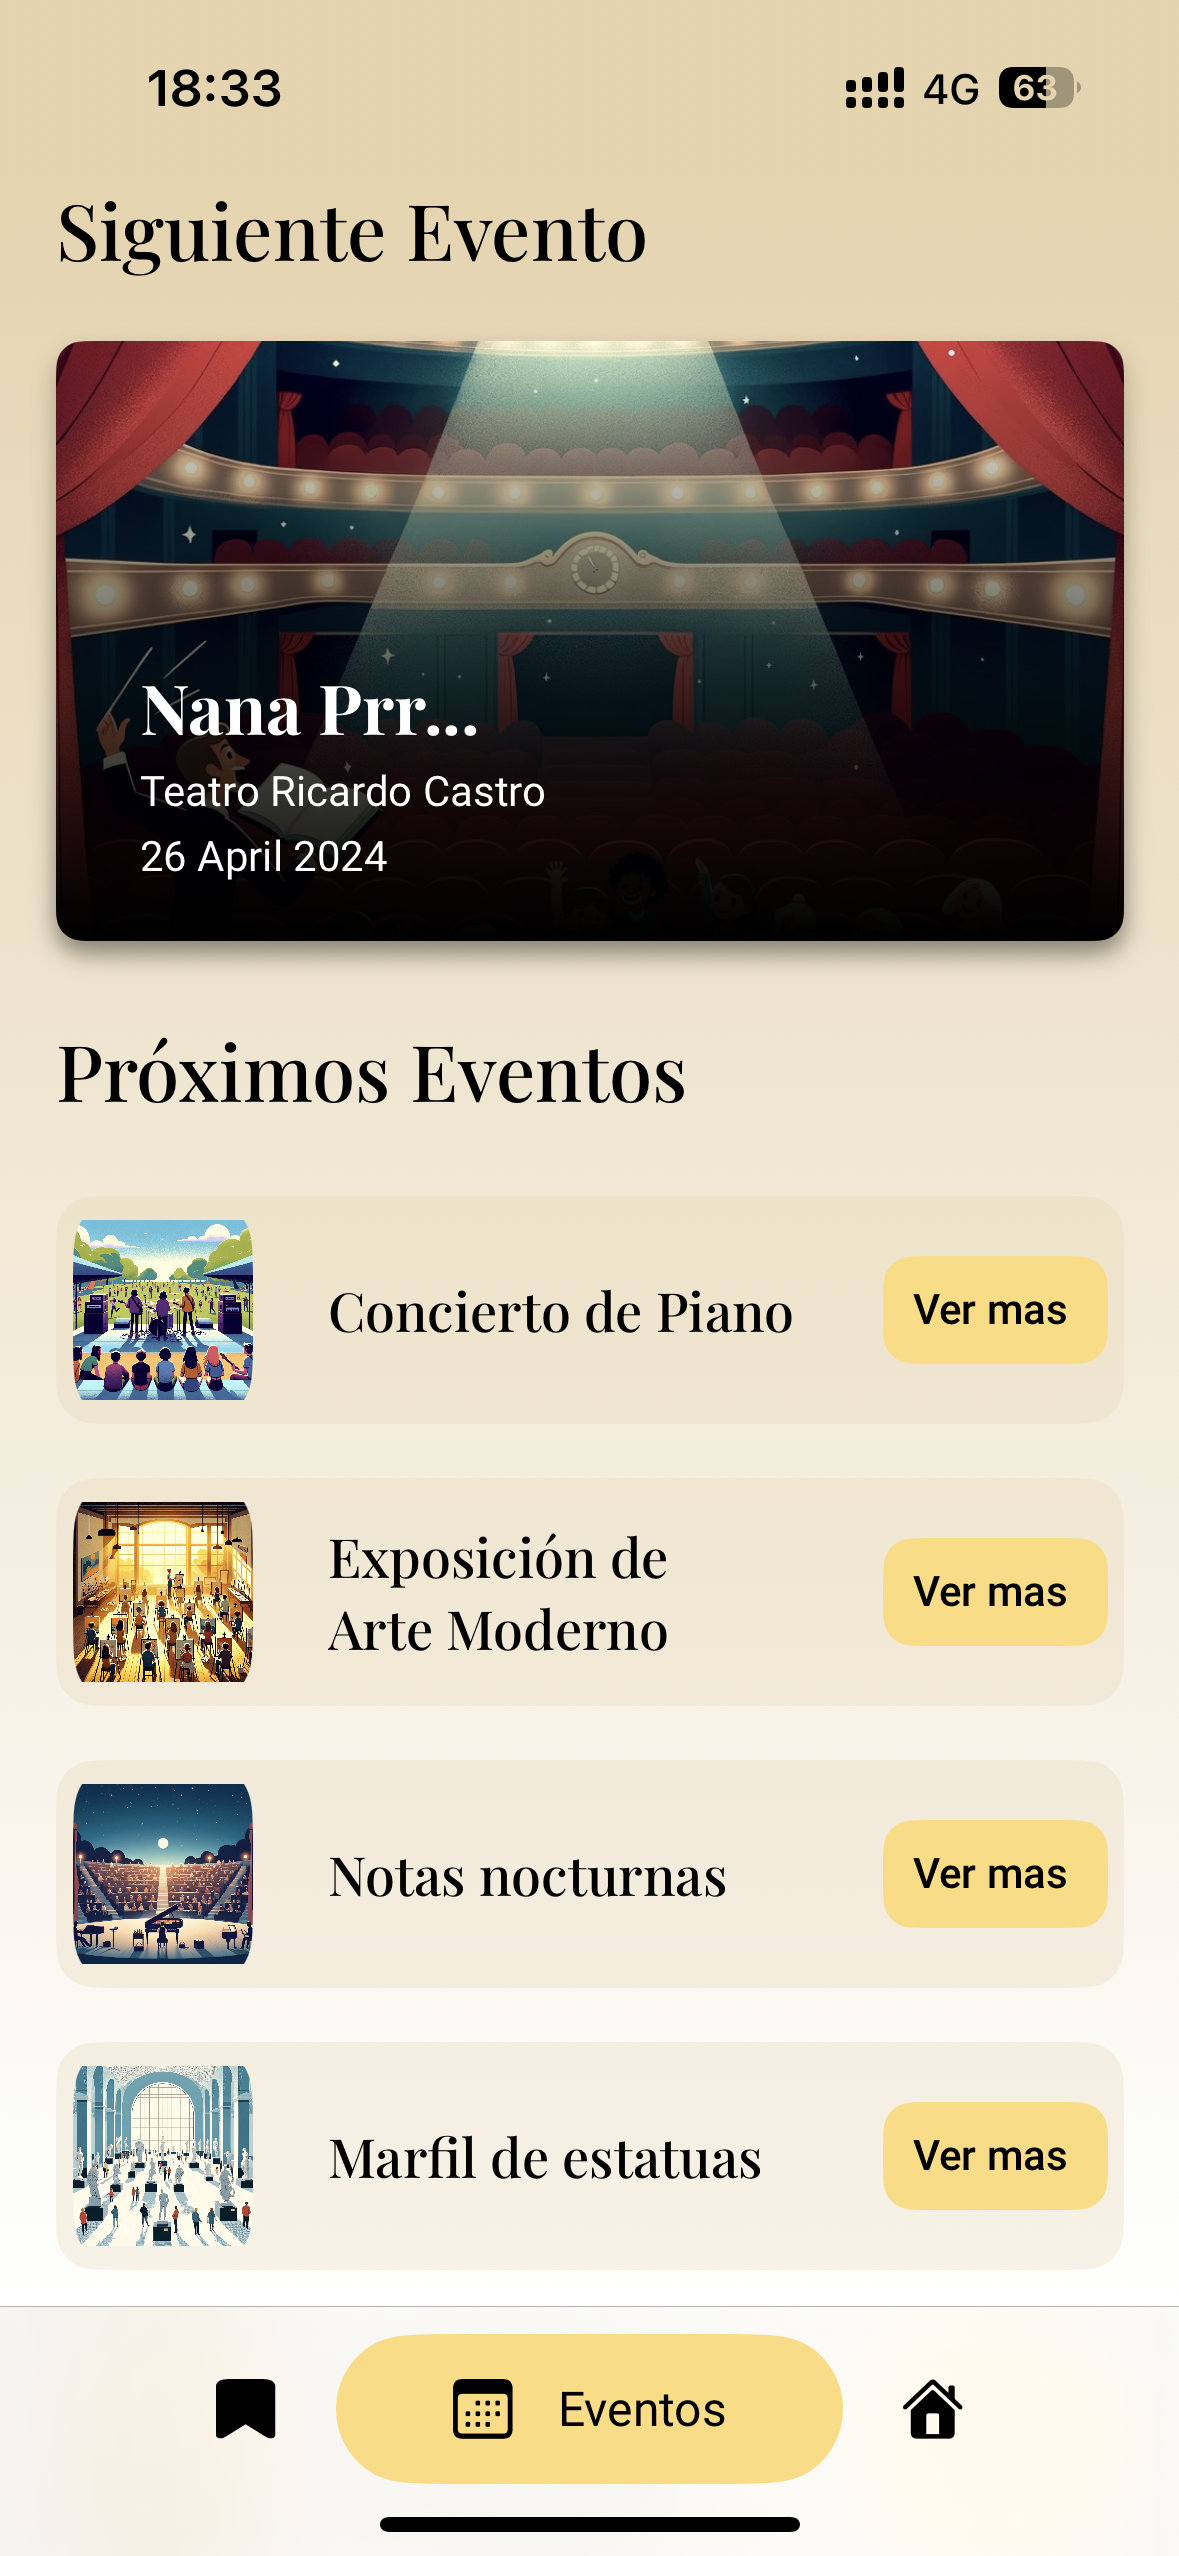 18:33
4G 63
Siguiente Evento
Nana Prr...
Teatro Ricardo Castro
26 April 2024
Próximos Eventos
Concierto de Piano
Ver mas
Exposición de
Arte Moderno
Ver mas
Notas nocturnas
Ver mas
Marfil de estatuas
Ver mas
Eventos